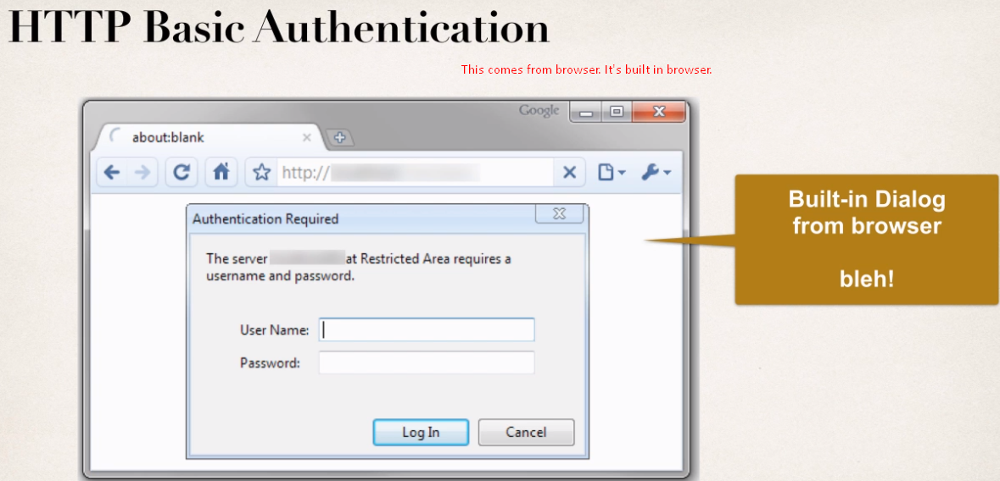 HTTP Basic Authentication
This comes from browser. It's built in browser.
Google
about:blank
http://
Authentication Required
The server at Restricted Area requires a
username and password.
User Name:
Password:
Log In
Cancel
Built-in Dialog
from browser
bleh!